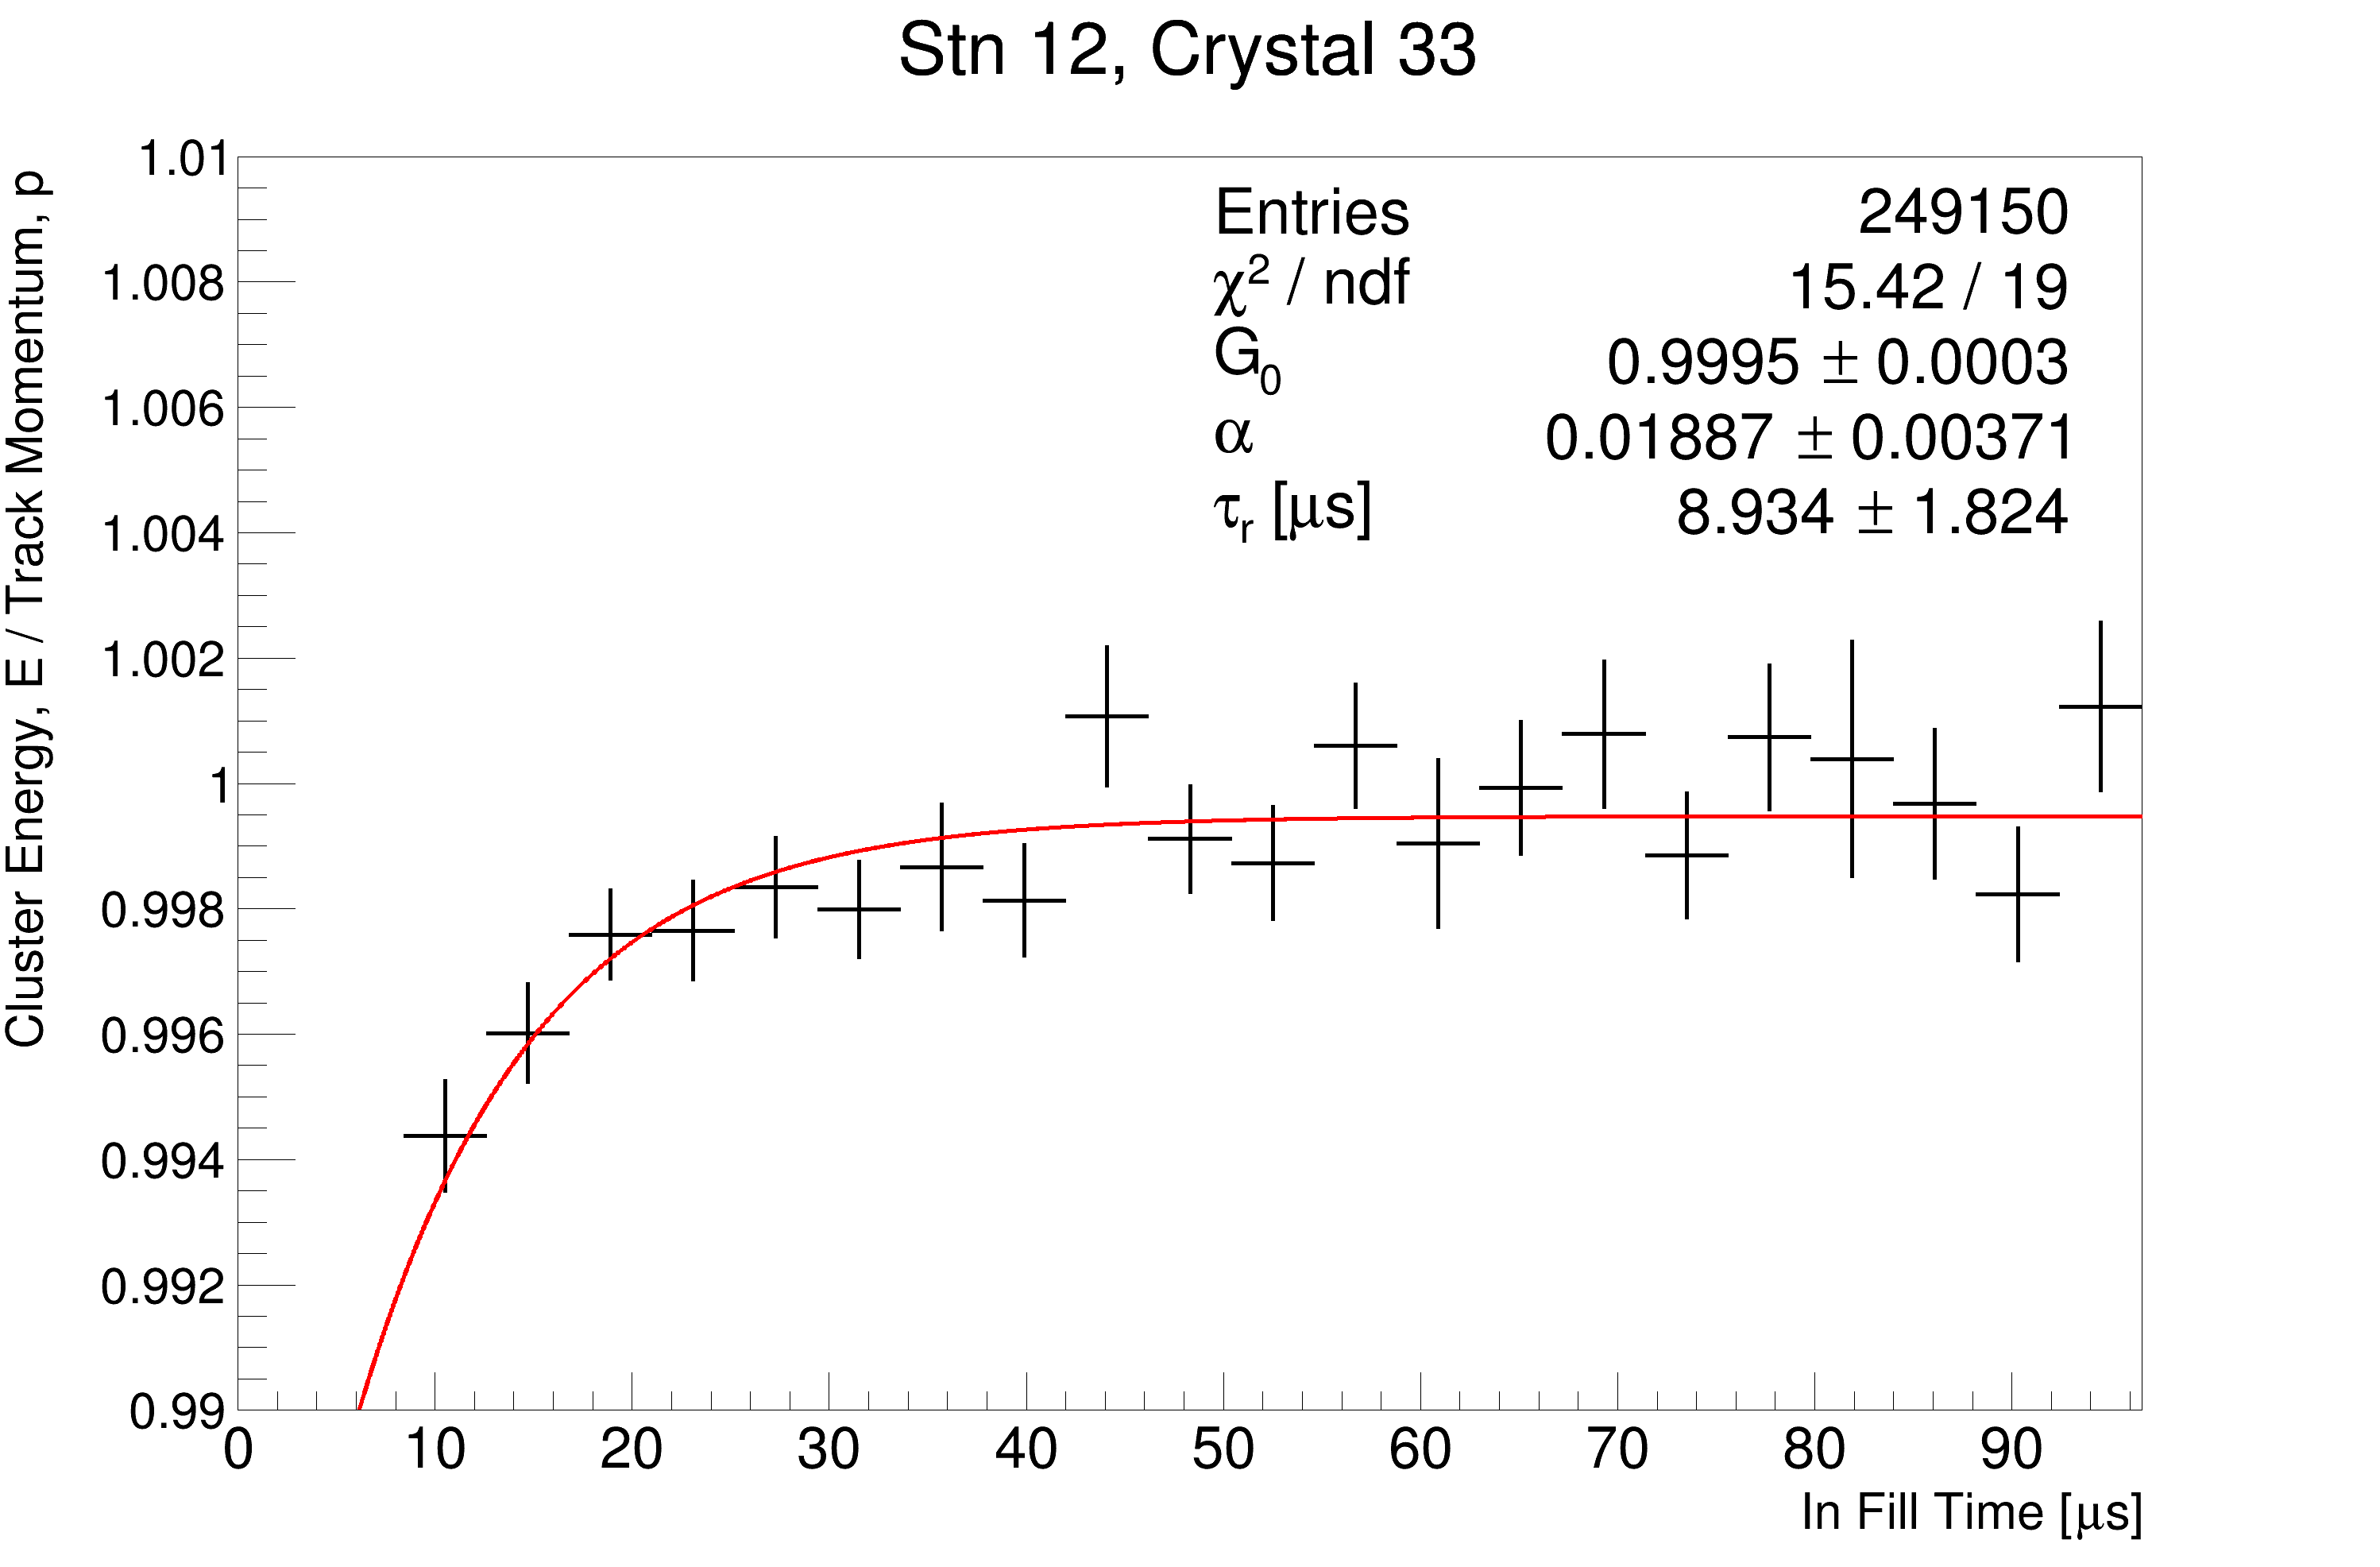 Stn 12, Crystal 33
Cluster Energy, E / Track Momentum, p
1.01
1.008
1.006
1.004
1.002
1
0.998
0.996
0.994
0.992
0.99
Entries 249150
χ² / ndf 15.42 / 19
G₀ 0.9995 ± 0.0003
α 0.01887 ± 0.00371
τᵣ [μs] 8.934 ± 1.824
0 10 20 30 40 50 60 70 80 90
In Fill Time [μs]